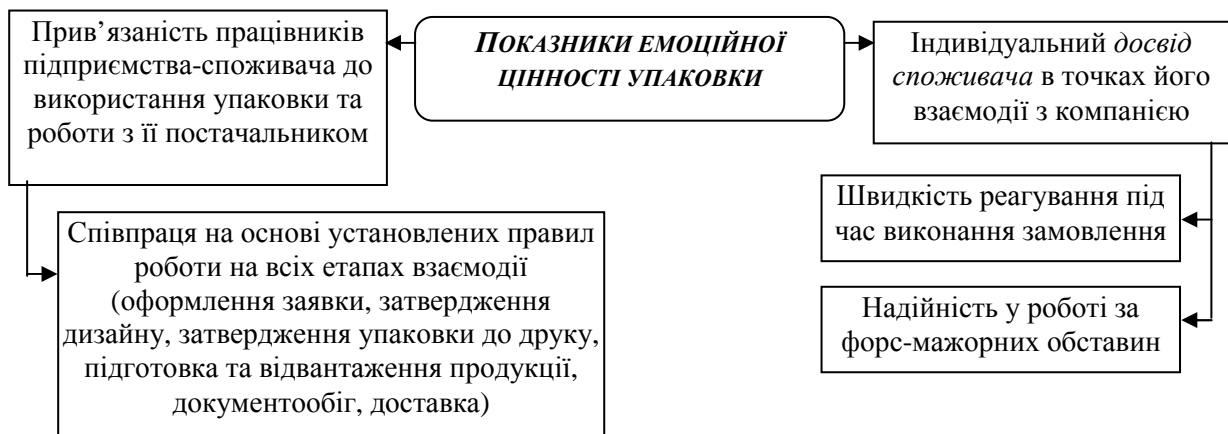 Прив’язаність працівників
підприємства-споживача до
використання упаковки та
роботи з її постачальником
ПОКАЗНИКИ ЕМОЦІЙНОЇ
ЦІННОСТІ УПАКОВКИ
Індивідуальний досвід
споживача в точках його
взаємодії з компанією
Співпраця на основі установлених правил
роботи на всіх етапах взаємодії
(оформлення заявки, затвердження
дизайну, затвердження упаковки до друку,
підготовка та відвантаження продукції,
документообіг, доставка)
Швидкість реагування під
час виконання замовлення
Надійність у роботі за
форс-мажорних обставин